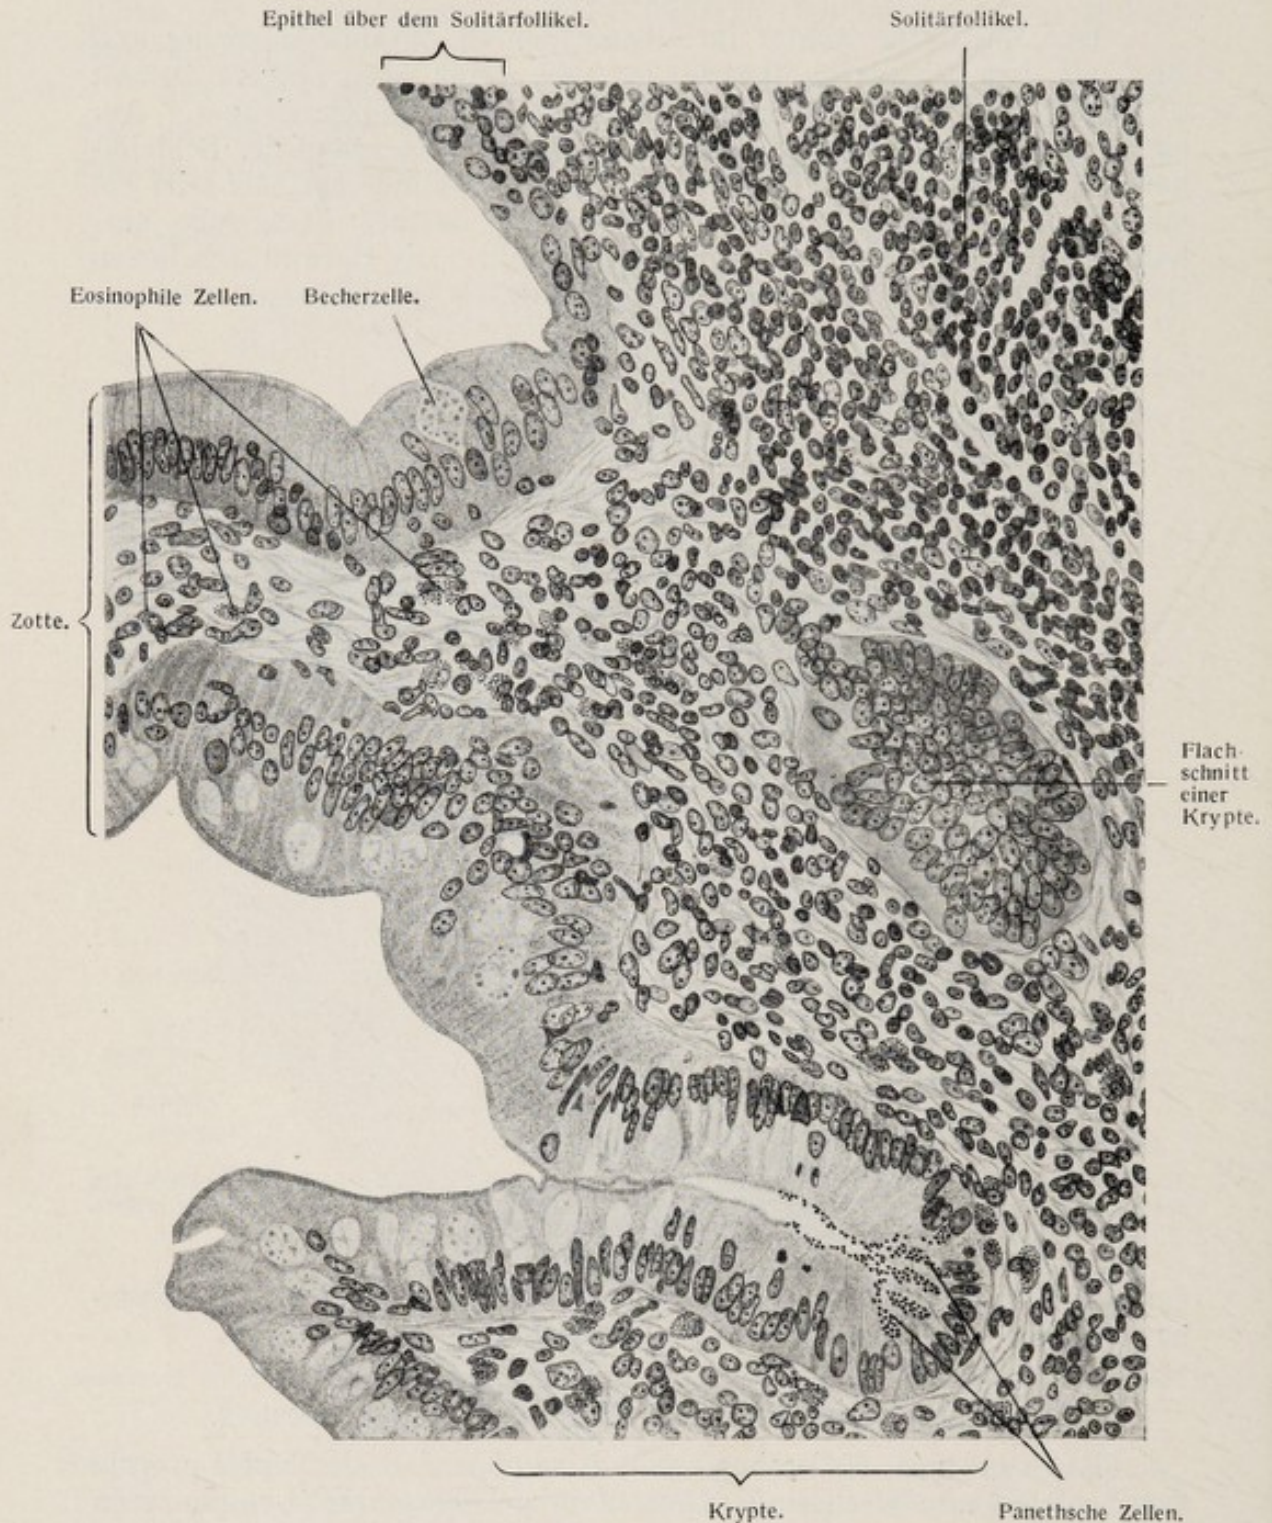 Epithel über dem Solitärfollikel.
Solitärfollikel.
Eosinophile Zellen.
Becherzelle.
Zotte.
Flach-
schnitt
einer
Krypte.
Krypte.
Panethsche Zellen.